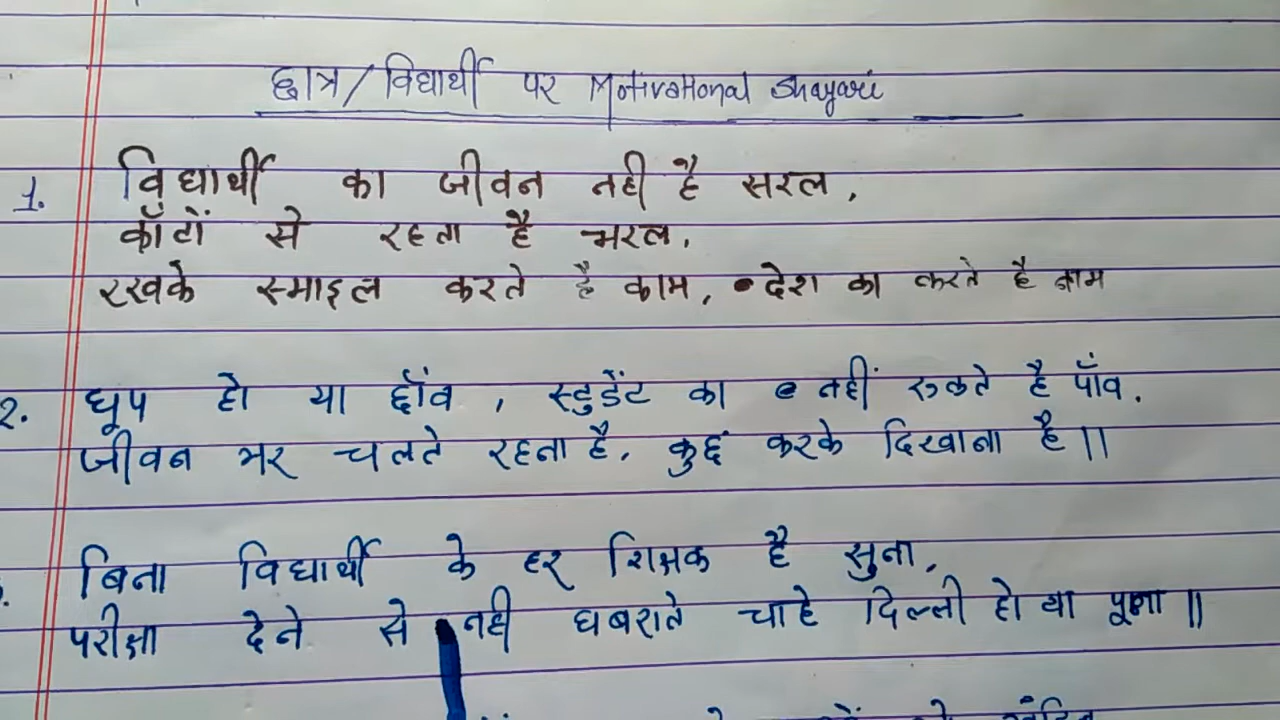 छात्र/विधार्थी पर Motivational Shayari
1. विधार्थी का जीवन नही है सरल,
काँटों से रहता है भरल,
रखके स्माइल करते है काम, देश का करते है नाम
2. धूप हो या छाँव, स्टुडेंट का नहीं रुकते है पाँव.
जीवन भर चलते रहना है, कुछ करके दिखाना है ||
बिना विधार्थी के हर शिक्षक है सुना,
परीक्षा देने से नही घबराते चाहे दिल्ली हो या पूना ||